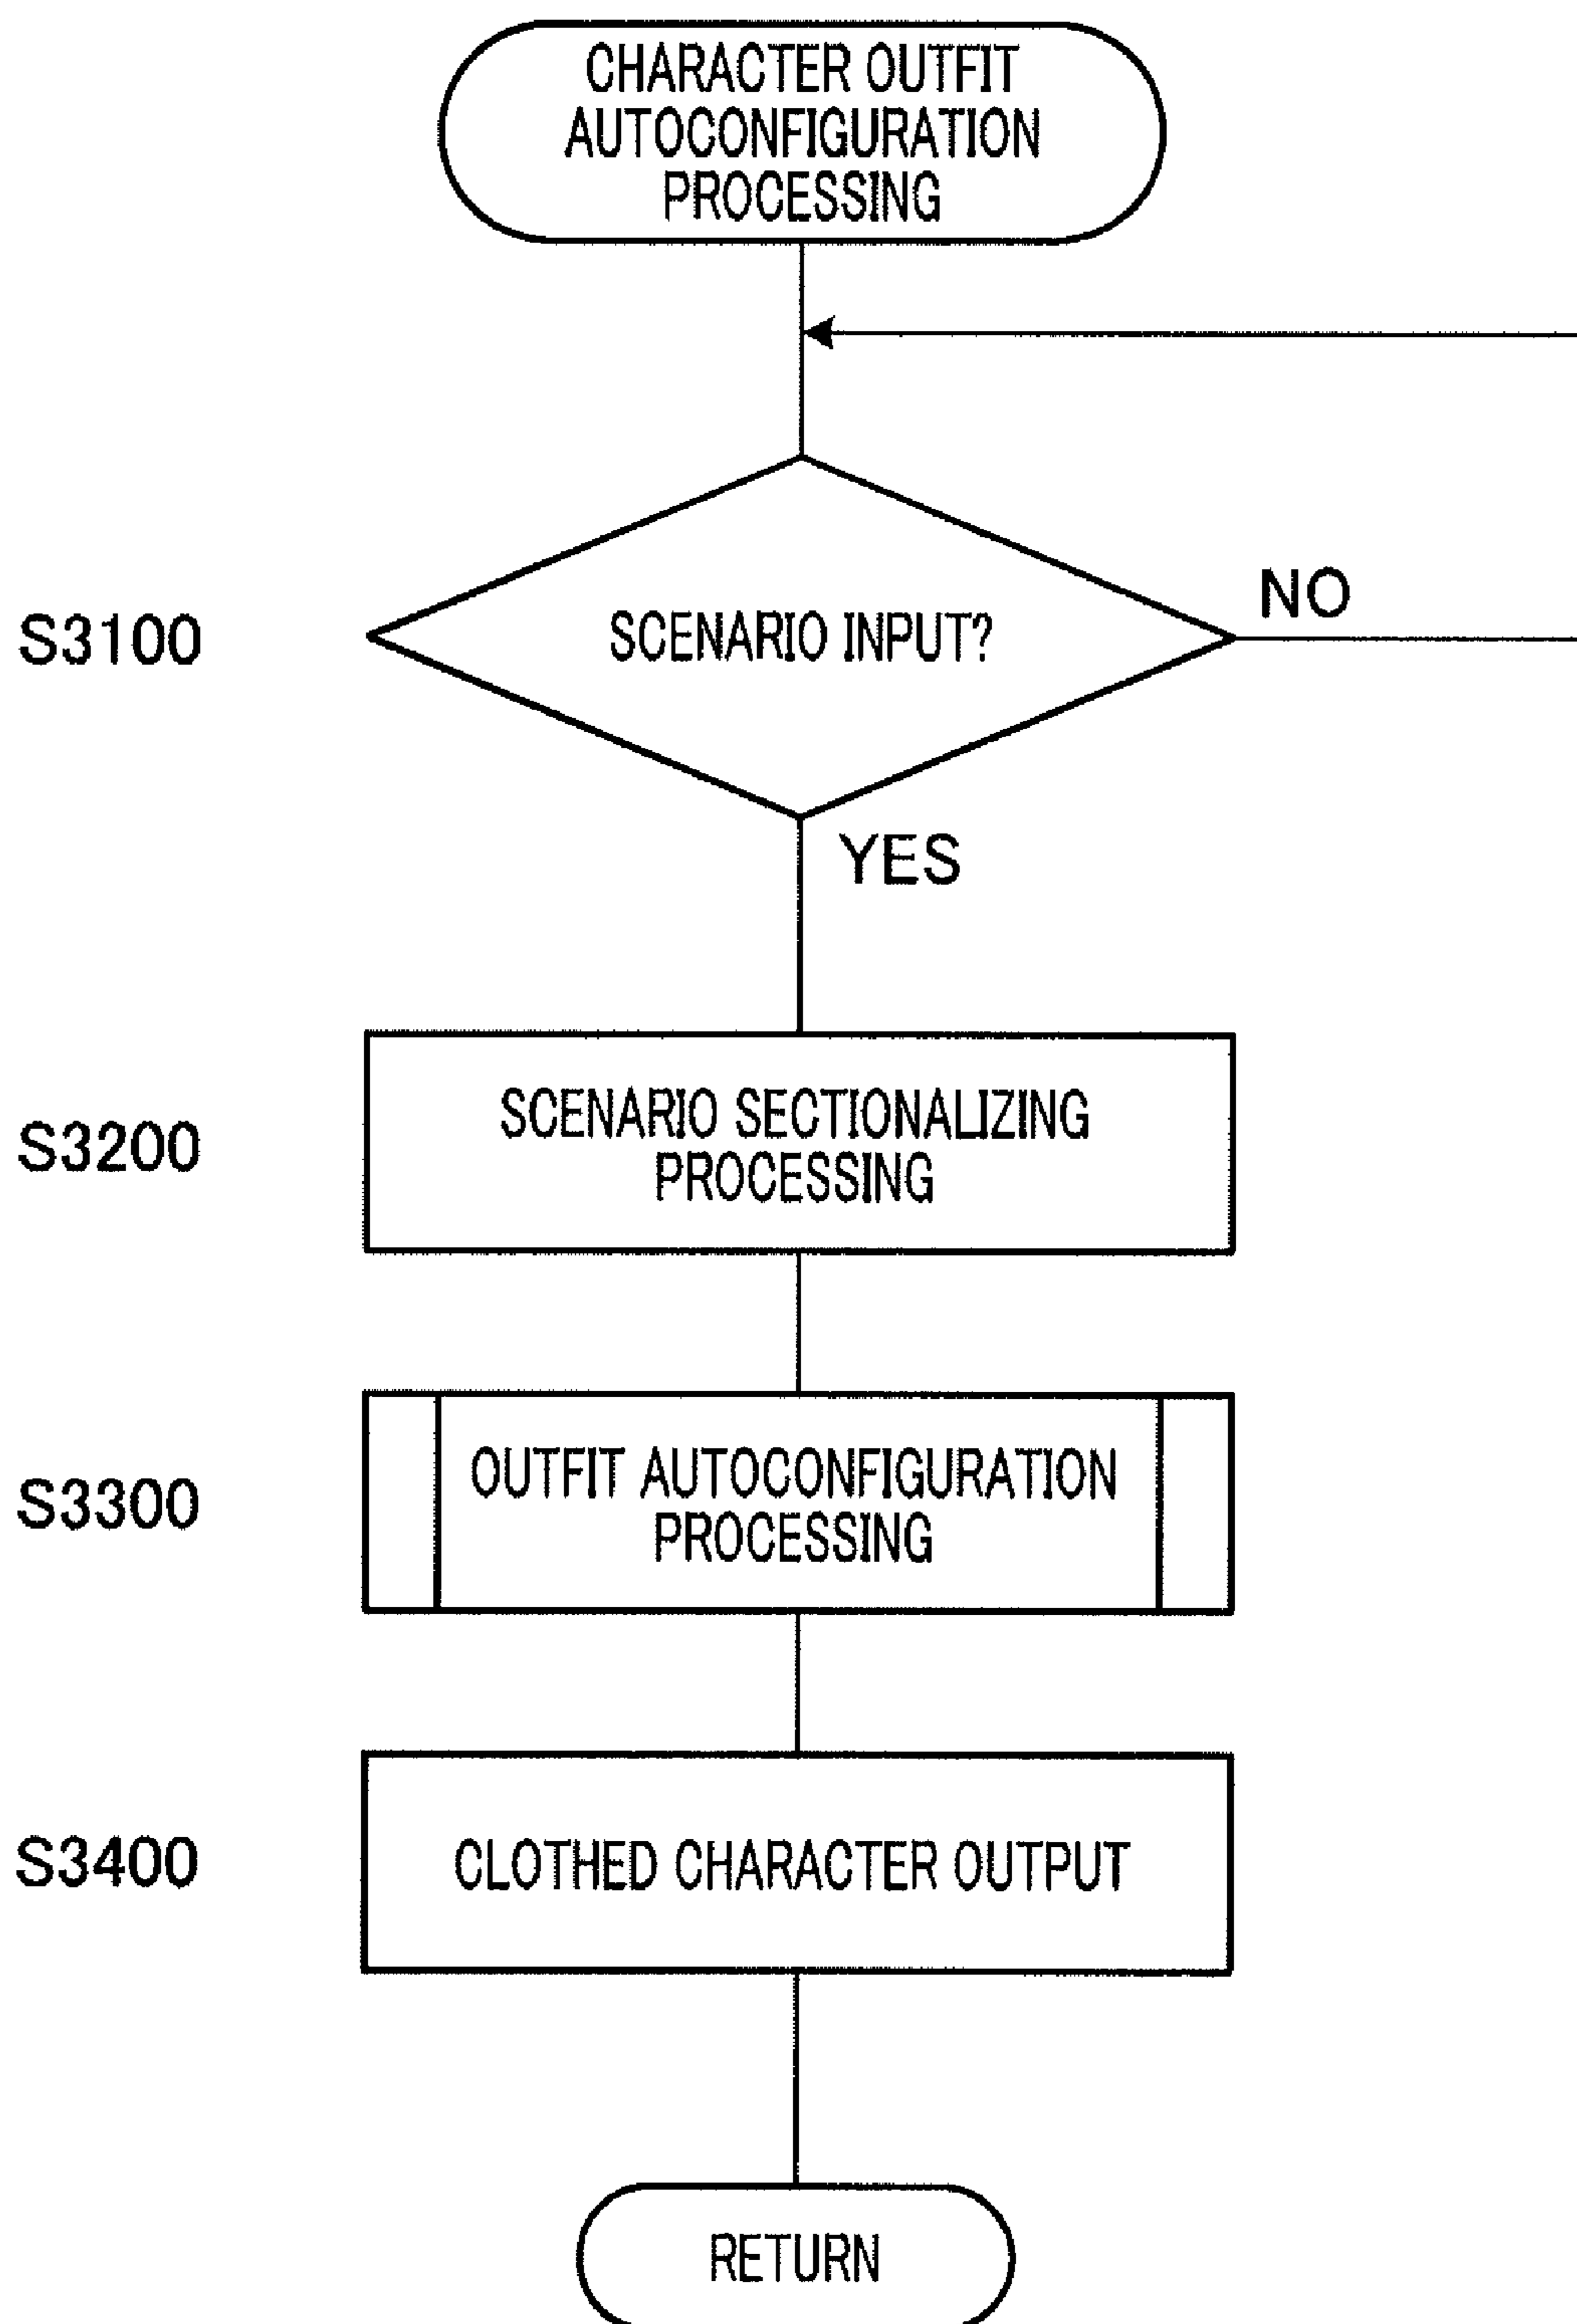 CHARACTER OUTFIT
AUTOCONFIGURATION
PROCESSING
S3100
SCENARIO INPUT?
NO
YES
S3200
SCENARIO SECTIONALIZING
PROCESSING
S3300
OUTFIT AUTOCONFIGURATION
PROCESSING
S3400
CLOTHED CHARACTER OUTPUT
RETURN